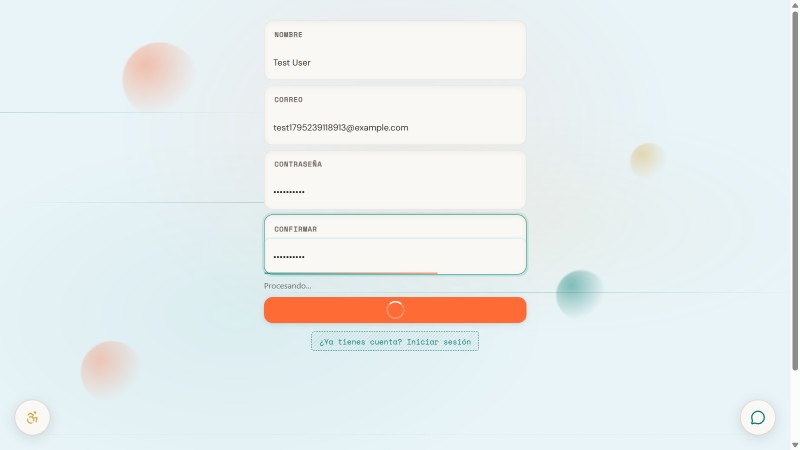 NOMBRE
Test User
CORREO
test1795239118913@example.com
CONTRASEÑA
••••••••••
CONFIRMAR
••••••••••
Procesando...
¿Ya tienes cuenta? Iniciar sesión